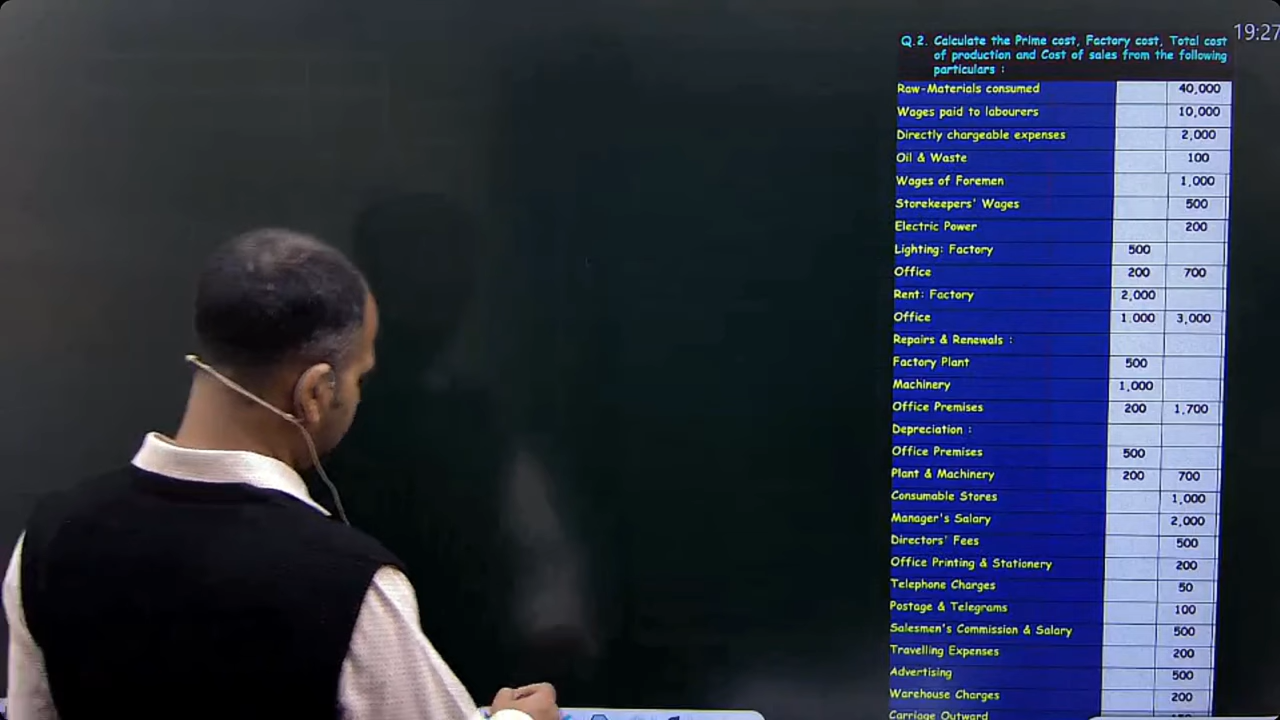 19:27
Q.2. Calculate the Prime cost, Factory cost, Total cost
of production and Cost of sales from the following
particulars :
Raw-Materials consumed 40,000
Wages paid to labourers 10,000
Directly chargeable expenses 2,000
Oil & Waste 100
Wages of Foremen 1,000
Storekeepers' Wages 500
Electric Power 200
Lighting: Factory 500
Office 200 700
Rent: Factory 2,000
Office 1,000 3,000
Repairs & Renewals :
Factory Plant 500
Machinery 1,000
Office Premises 200 1,700
Depreciation :
Office Premises 500
Plant & Machinery 200 700
Consumable Stores 1,000
Manager's Salary 2,000
Directors' Fees 500
Office Printing & Stationery 200
Telephone Charges 50
Postage & Telegrams 100
Salesmen's Commission & Salary 500
Travelling Expenses 200
Advertising 500
Warehouse Charges 200
Carriage Outward